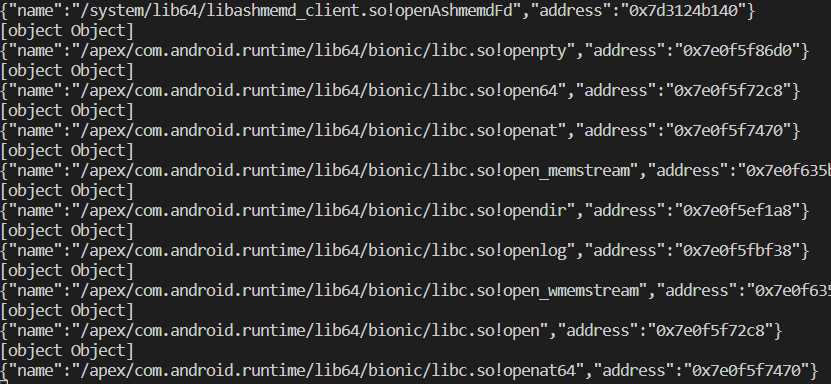 {"name":"/system/lib64/libashmemd_client.so!openAshmemdFd","address":"0x7d3124b140"}
[object Object]
{"name":"/apex/com.android.runtime/lib64/bionic/libc.so!openpty","address":"0x7e0f5f86d0"}
[object Object]
{"name":"/apex/com.android.runtime/lib64/bionic/libc.so!open64","address":"0x7e0f5f72c8"}
[object Object]
{"name":"/apex/com.android.runtime/lib64/bionic/libc.so!openat","address":"0x7e0f5f7470"}
[object Object]
{"name":"/apex/com.android.runtime/lib64/bionic/libc.so!open_memstream","address":"0x7e0f635b
[object Object]
{"name":"/apex/com.android.runtime/lib64/bionic/libc.so!opendir","address":"0x7e0f5ef1a8"}
[object Object]
{"name":"/apex/com.android.runtime/lib64/bionic/libc.so!openlog","address":"0x7e0f5fbf38"}
[object Object]
{"name":"/apex/com.android.runtime/lib64/bionic/libc.so!open_wmemstream","address":"0x7e0f635
[object Object]
{"name":"/apex/com.android.runtime/lib64/bionic/libc.so!open","address":"0x7e0f5f72c8"}
[object Object]
{"name":"/apex/com.android.runtime/lib64/bionic/libc.so!openat64","address":"0x7e0f5f7470"}